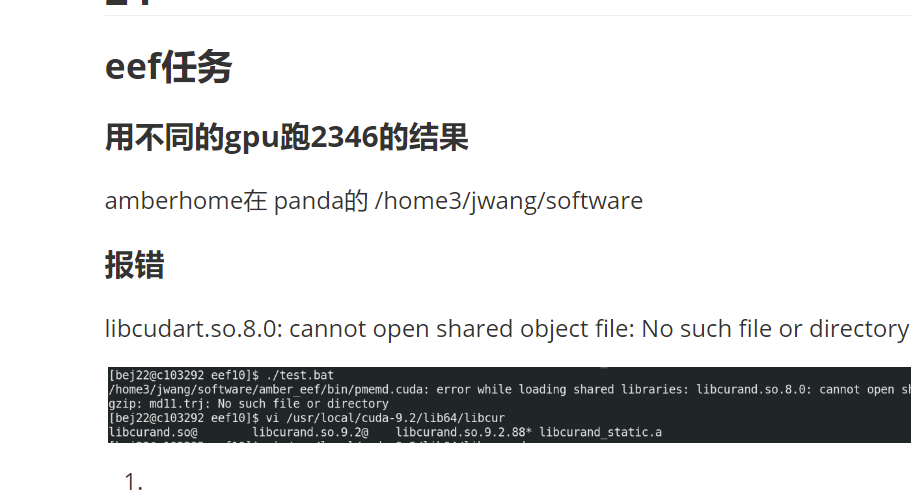 eef任务
用不同的gpu跑2346的结果
amberhome在 panda的 /home3/jwang/software
报错
libcudart.so.8.0: cannot open shared object file: No such file or directory
[bej22@c103292 eef10]$ ./test.bat
/home3/jwang/software/amber_eef/bin/pmemd.cuda: error while loading shared libraries: libcurand.so.8.0: cannot open sh
gzip: md11.trj: No such file or directory
[bej22@c103292 eef10]$ vi /usr/local/cuda-9.2/lib64/libcur
libcurand.so@ libcurand.so.9.2@ libcurand.so.9.2.88* libcurand_static.a
1.